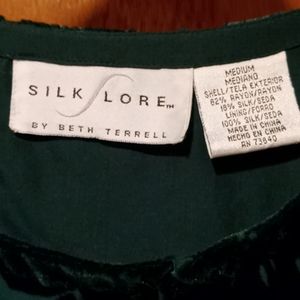 SILK LORE™
BY BETH TERRELL
MEDIUM
MEDIANO
SHELL/TELA EXTERIOR
82% RAYON/RAYON
18% SILK/SEDA
LINING/FORRO
100% SILK/SEDA
MADE IN CHINA
HECHO EN CHINA
RN 73840